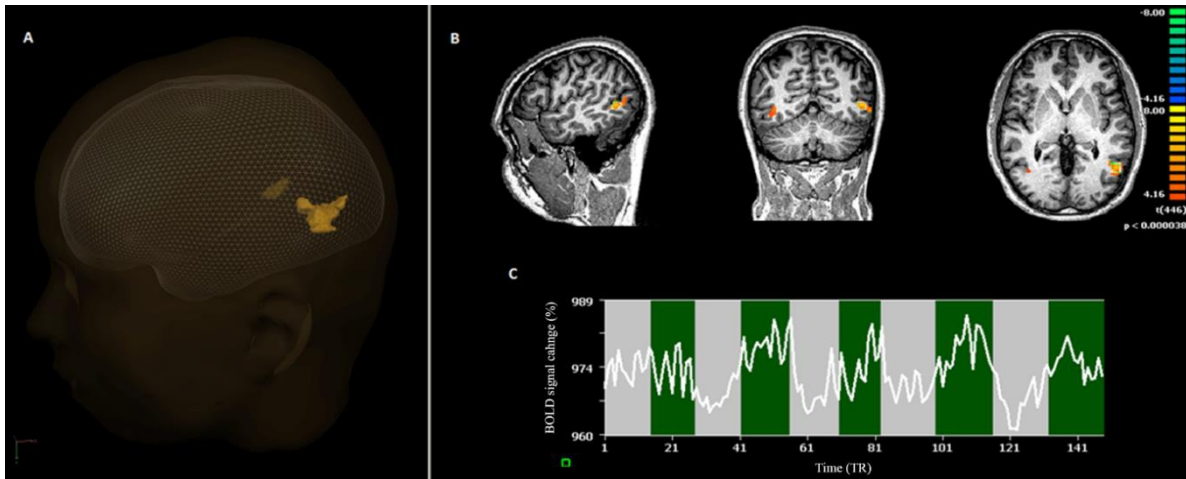 A
B
-8.00
-4.16
8.00
4.16
t(446)
p < 0.000038
C
BOLD signal cahnge (%)
989
974
960
1 21 41 61 81 101 121 141
Time (TR)